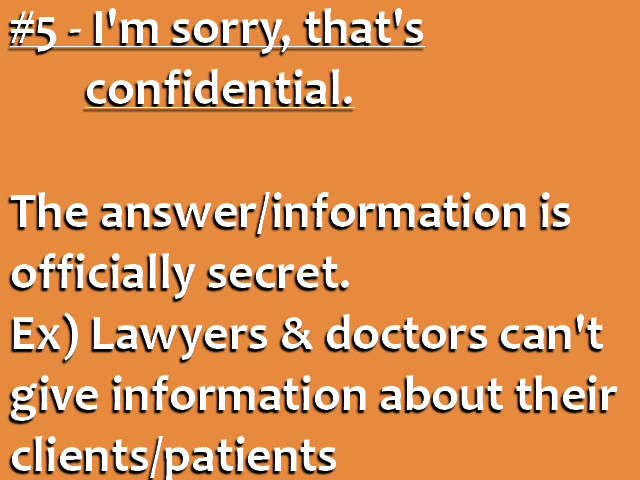 #5 - I'm sorry, that's
confidential.
The answer/information is
officially secret.
Ex) Lawyers & doctors can't
give information about their
clients/patients